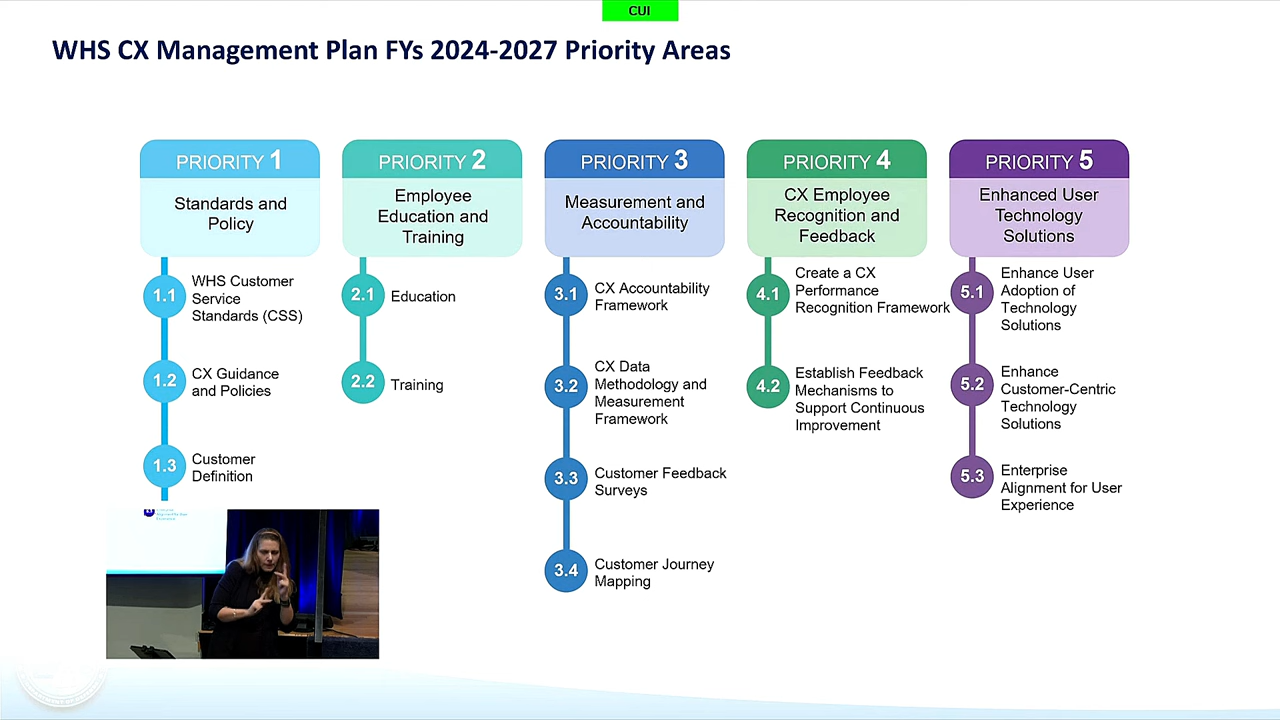 CUI
WHS CX Management Plan FYs 2024-2027 Priority Areas
PRIORITY 1
Standards and
Policy
1.1
WHS Customer
Service
Standards (CSS)
1.2
CX Guidance
and Policies
1.3
Customer
Definition
PRIORITY 2
Employee
Education and
Training
2.1
Education
2.2
Training
PRIORITY 3
Measurement and
Accountability
3.1
CX Accountability
Framework
3.2
CX Data
Methodology and
Measurement
Framework
3.3
Customer Feedback
Surveys
3.4
Customer Journey
Mapping
PRIORITY 4
CX Employee
Recognition and
Feedback
4.1
Create a CX
Performance
Recognition Framework
4.2
Establish Feedback
Mechanisms to
Support Continuous
Improvement
PRIORITY 5
Enhanced User
Technology
Solutions
5.1
Enhance User
Adoption of
Technology
Solutions
5.2
Enhance
Customer-Centric
Technology
Solutions
5.3
Enterprise
Alignment for User
Experience